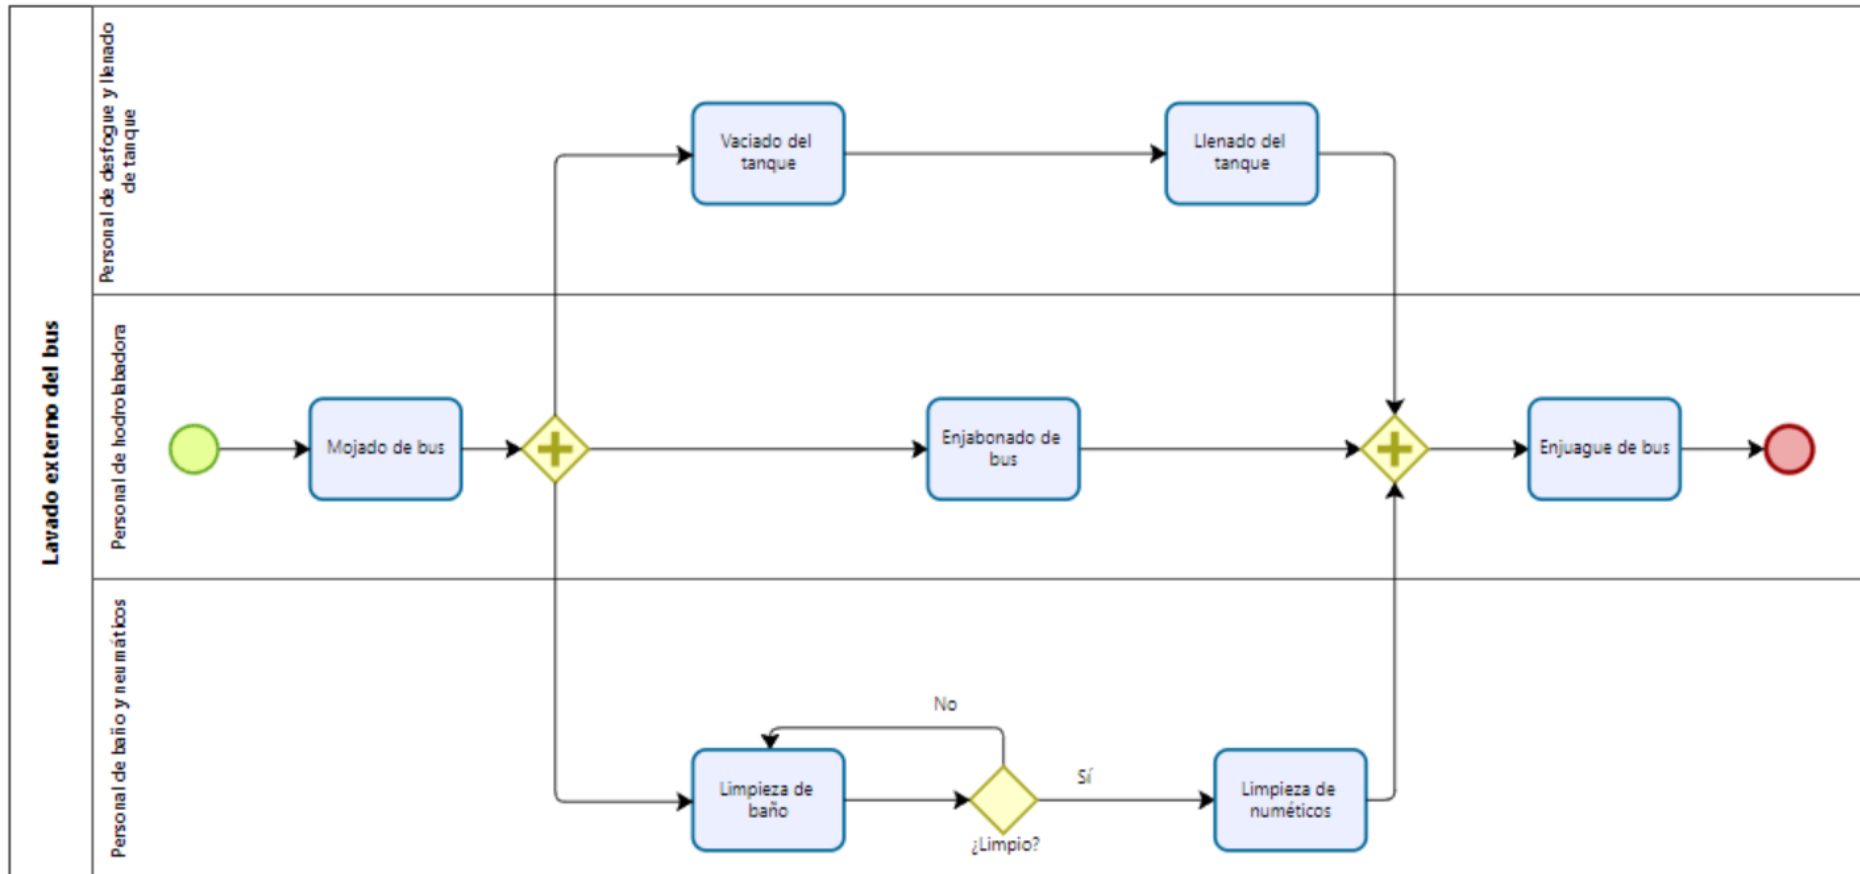 Lavado externo del bus
Personal de desfogue y llenado
de tanque
Vaciado del
tanque
Llenado del
tanque
Personal de hodrolabadora
Mojado de bus
Enjabonado de
bus
Enjuague de bus
Personal de baño y neumáticos
No
Limpieza de
baño
¿Limpio?
Sí
Limpieza de
numéticos